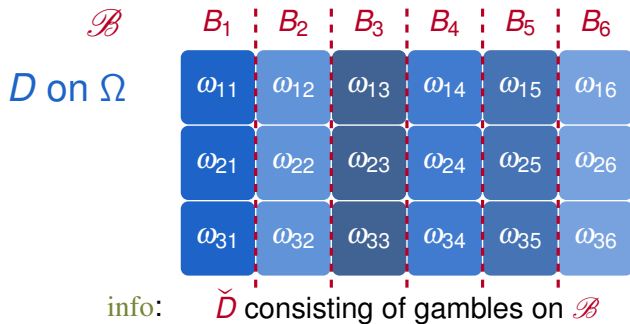 ℬ B₁ B₂ B₃ B₄ B₅ B₆
D on Ω ω₁₁ ω₁₂ ω₁₃ ω₁₄ ω₁₅ ω₁₆
ω₂₁ ω₂₂ ω₂₃ ω₂₄ ω₂₅ ω₂₆
ω₃₁ ω₃₂ ω₃₃ ω₃₄ ω₃₅ ω₃₆
info: Ď consisting of gambles on ℬ